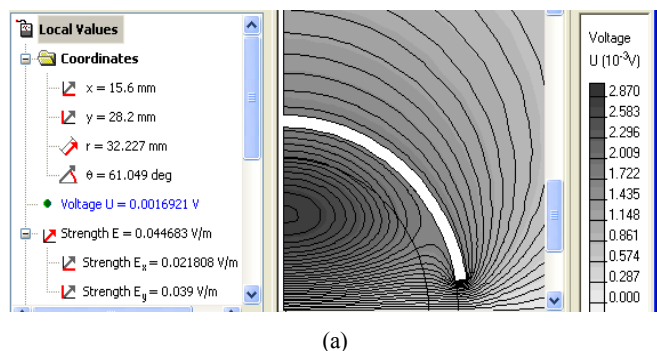 Local Values
Coordinates
x = 15.6 mm
y = 28.2 mm
r = 32.227 mm
θ = 61.049 deg
Voltage U = 0.0016921 V
Strength E = 0.044683 V/m
Strength Ex = 0.021808 V/m
Strength Ey = 0.039 V/m
Voltage
U (10⁻³V)
2.870
2.583
2.296
2.009
1.722
1.435
1.148
0.861
0.574
0.287
0.000
(a)